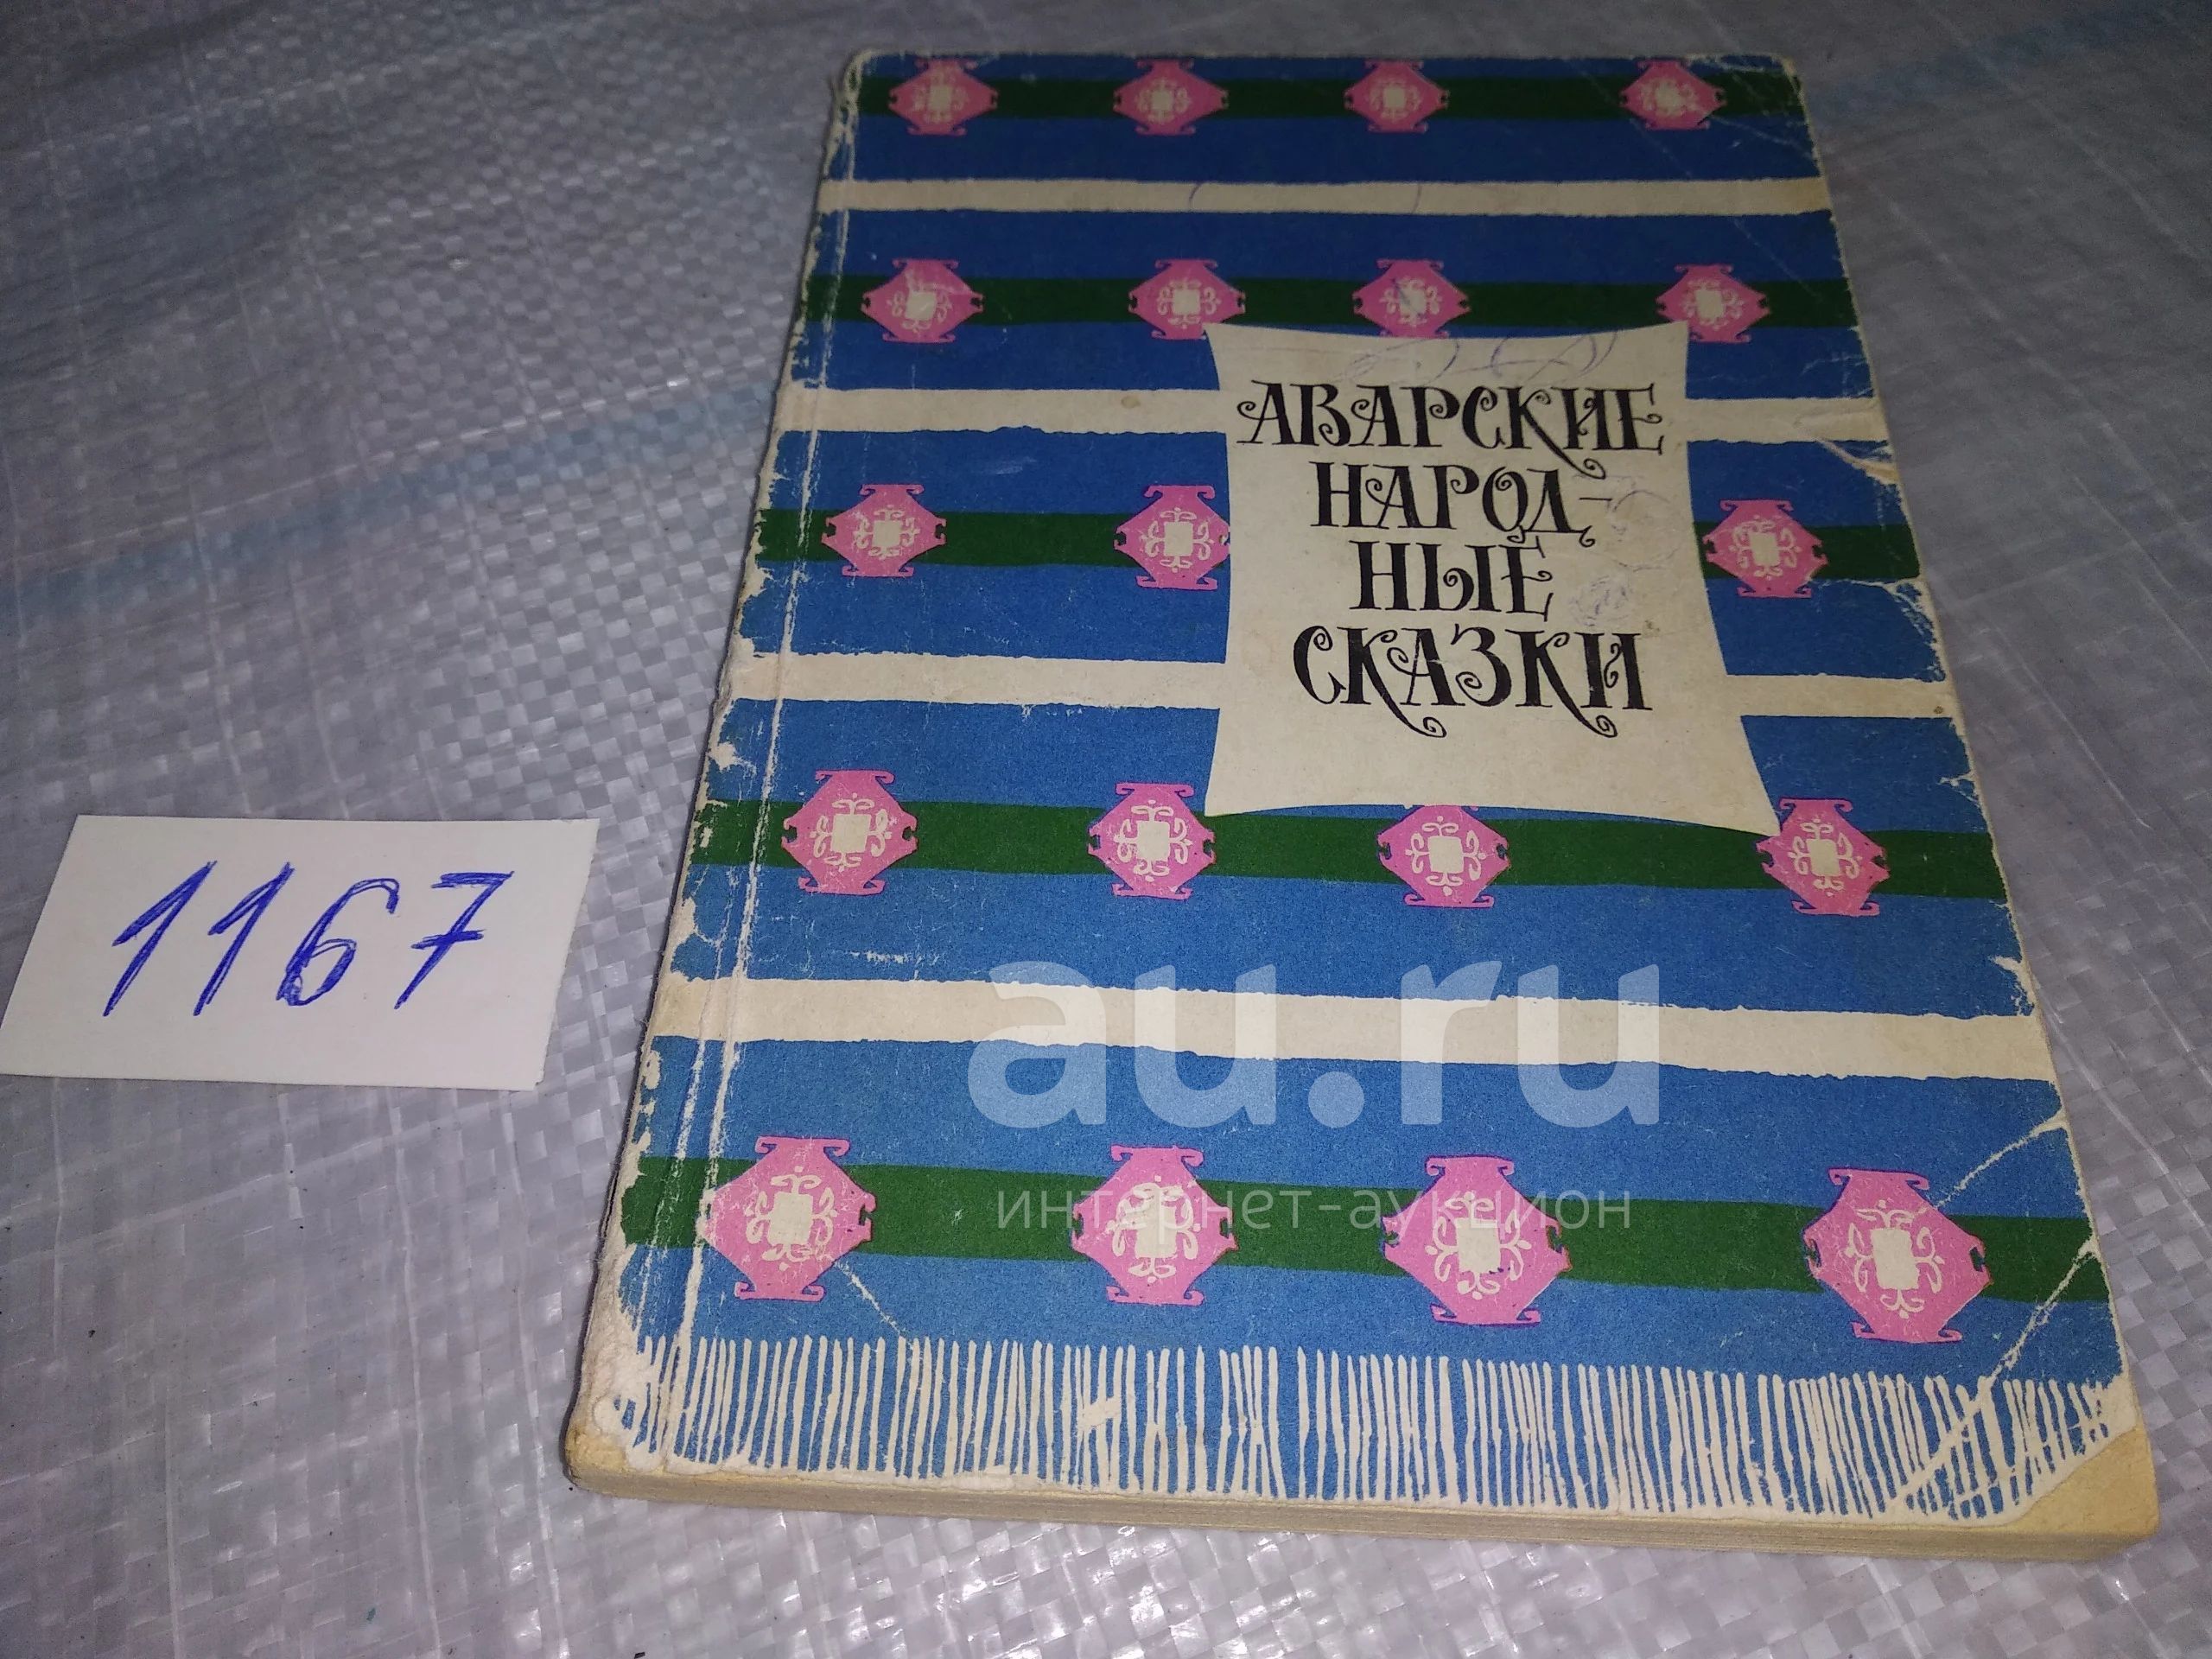 АВАРСКИЕ
НАРОД-
НЫЕ
СКАЗКИ
1167
au.ru
интернет-аукцион